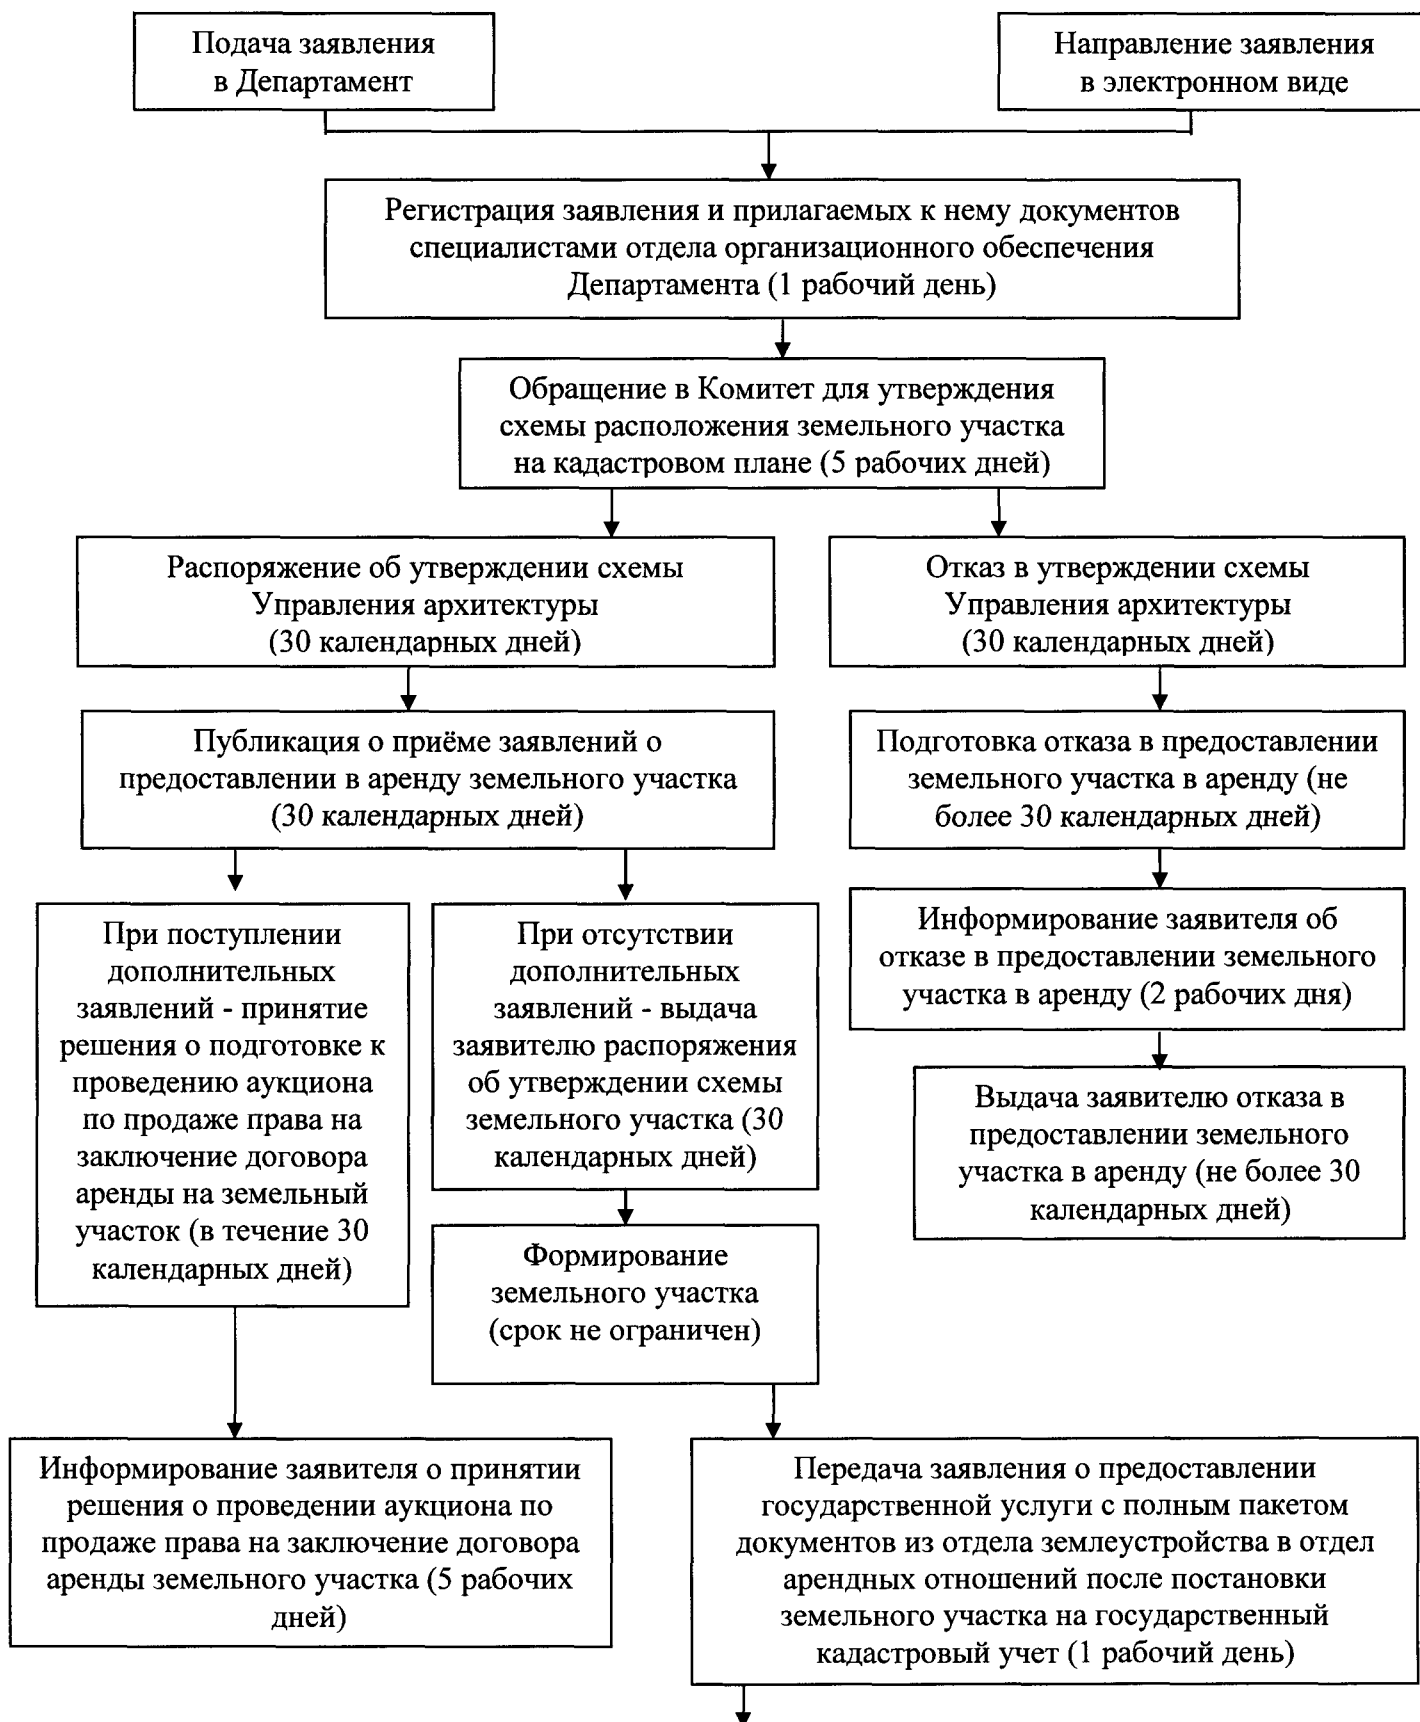 Подача заявления
в Департамент
Направление заявления
в электронном виде
Регистрация заявления и прилагаемых к нему документов
специалистами отдела организационного обеспечения
Департамента (1 рабочий день)
Обращение в Комитет для утверждения
схемы расположения земельного участка
на кадастровом плане (5 рабочих дней)
Распоряжение об утверждении схемы
Управления архитектуры
(30 календарных дней)
Отказ в утверждении схемы
Управления архитектуры
(30 календарных дней)
Публикация о приёме заявлений о
предоставлении в аренду земельного участка
(30 календарных дней)
Подготовка отказа в предоставлении
земельного участка в аренду (не
более 30 календарных дней)
При поступлении
дополнительных
заявлений - принятие
решения о подготовке к
проведению аукциона
по продаже права на
заключение договора
аренды на земельный
участок (в течение 30
календарных дней)
При отсутствии
дополнительных
заявлений - выдача
заявителю распоряжения
об утверждении схемы
земельного участка (30
календарных дней)
Информирование заявителя об
отказе в предоставлении земельного
участка в аренду (2 рабочих дня)
Выдача заявителю отказа в
предоставлении земельного
участка в аренду (не более 30
календарных дней)
Формирование
земельного участка
(срок не ограничен)
Информирование заявителя о принятии
решения о проведении аукциона по
продаже права на заключение договора
аренды земельного участка (5 рабочих
дней)
Передача заявления о предоставлении
государственной услуги с полным пакетом
документов из отдела землеустройства в отдел
арендных отношений после постановки
земельного участка на государственный
кадастровый учет (1 рабочий день)